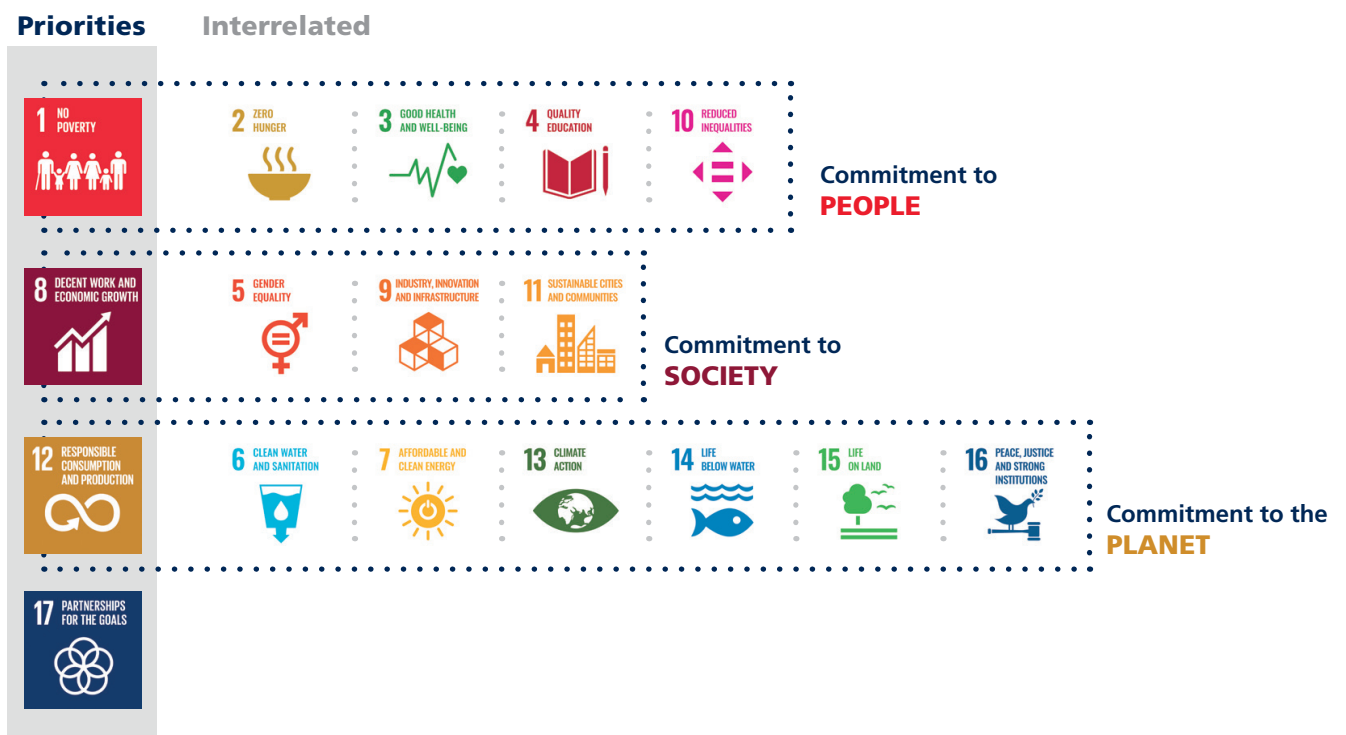 Priorities Interrelated
1 NO
POVERTY
2 ZERO
HUNGER
3 GOOD HEALTH
AND WELL-BEING
4 QUALITY
EDUCATION
10 REDUCED
INEQUALITIES
Commitment to
PEOPLE
8 DECENT WORK AND
ECONOMIC GROWTH
5 GENDER
EQUALITY
9 INDUSTRY, INNOVATION
AND INFRASTRUCTURE
11 SUSTAINABLE CITIES
AND COMMUNITIES
Commitment to
SOCIETY
12 RESPONSIBLE
CONSUMPTION
AND PRODUCTION
6 CLEAN WATER
AND SANITATION
7 AFFORDABLE AND
CLEAN ENERGY
13 CLIMATE
ACTION
14 LIFE
BELOW WATER
15 LIFE
ON LAND
16 PEACE, JUSTICE
AND STRONG
INSTITUTIONS
Commitment to the
PLANET
17 PARTNERSHIPS
FOR THE GOALS